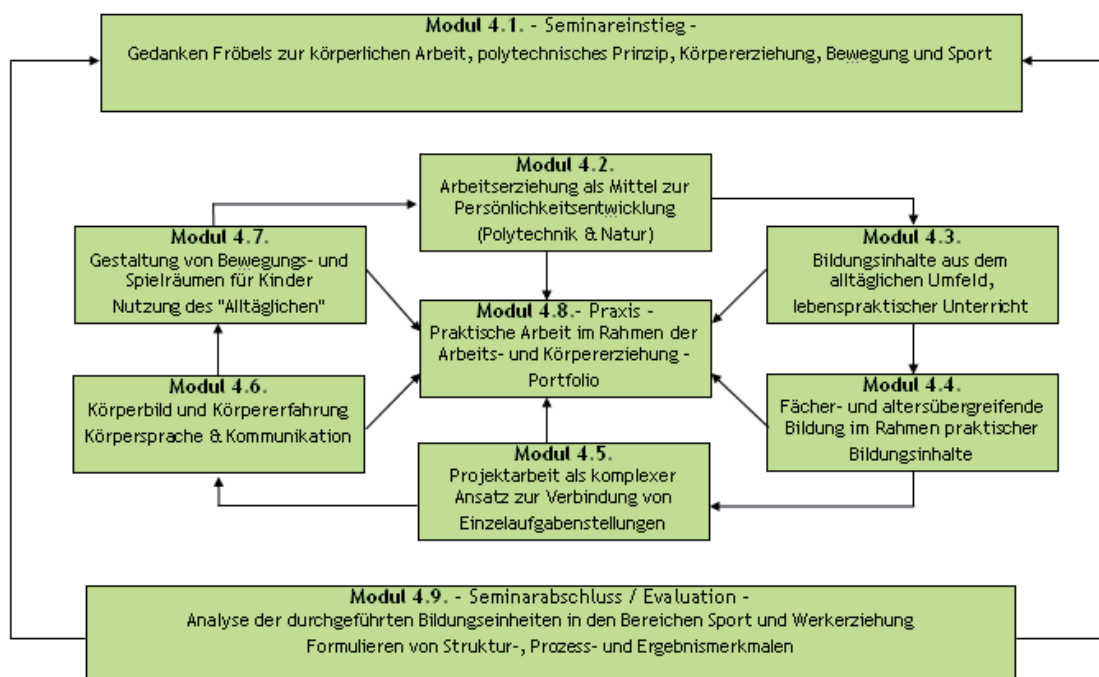 Modul 4.1. - Seminareinstieg -
Gedanken Fröbels zur körperlichen Arbeit, polytechnisches Prinzip, Körpererziehung, Bewegung und Sport
Modul 4.2.
Arbeitserziehung als Mittel zur
Persönlichkeitsentwicklung
(Polytechnik & Natur)
Modul 4.7.
Gestaltung von Bewegungs- und
Spielräumen für Kinder
Nutzung des "Alltäglichen"
Modul 4.3.
Bildungsinhalte aus dem
alltäglichen Umfeld,
lebenspraktischer Unterricht
Modul 4.8.- Praxis -
Praktische Arbeit im Rahmen der
Arbeits- und Körpererziehung -
Portfolio
Modul 4.6.
Körperbild und Körpererfahrung
Körpersprache & Kommunikation
Modul 4.4.
Fächer- und altersübergreifende
Bildung im Rahmen praktischer
Bildungsinhalte
Modul 4.5.
Projektarbeit als komplexer
Ansatz zur Verbindung von
Einzelaufgabenstellungen
Modul 4.9. - Seminarabschluss / Evaluation -
Analyse der durchgeführten Bildungseinheiten in den Bereichen Sport und Werkerziehung
Formulieren von Struktur-, Prozess- und Ergebnismerkmalen